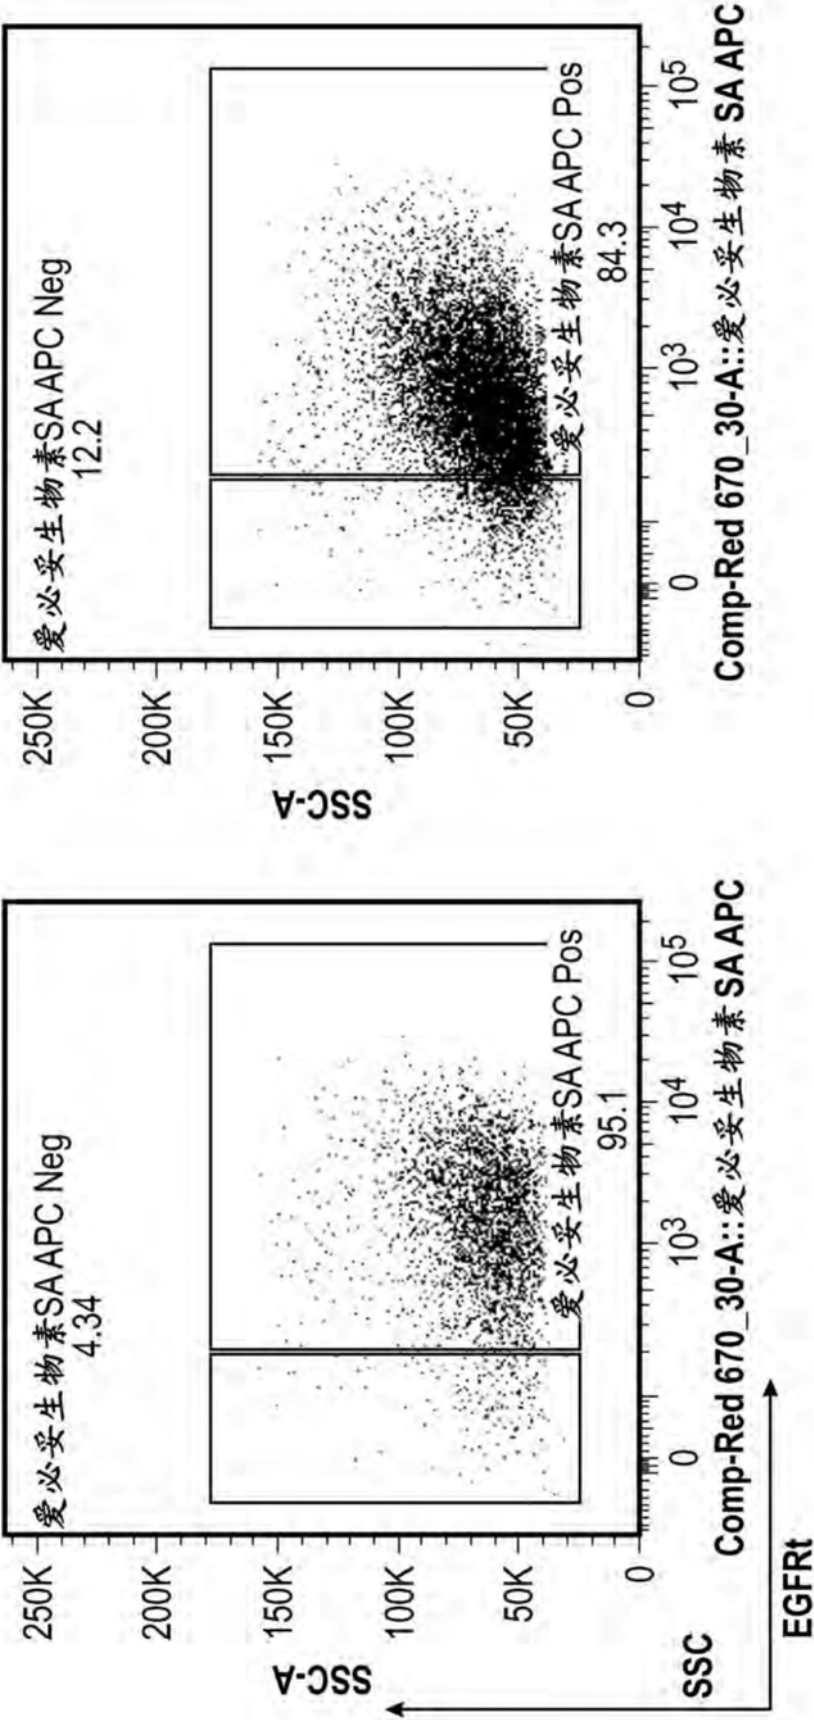 爱必妥生物素SA APC Neg
4.34
250K
200K
150K
100K
50K
0
SSC-A
爱必妥生物素SA APC Pos
95.1
0
10³
10⁴
10⁵
Comp-Red 670_30-A::爱必妥生物素 SA APC
SSC
EGFRt
爱必妥生物素SA APC Neg
12.2
250K
200K
150K
100K
50K
0
SSC-A
爱必妥生物素SA APC Pos
84.3
0
10³
10⁴
10⁵
Comp-Red 670_30-A::爱必妥生物素 SA APC